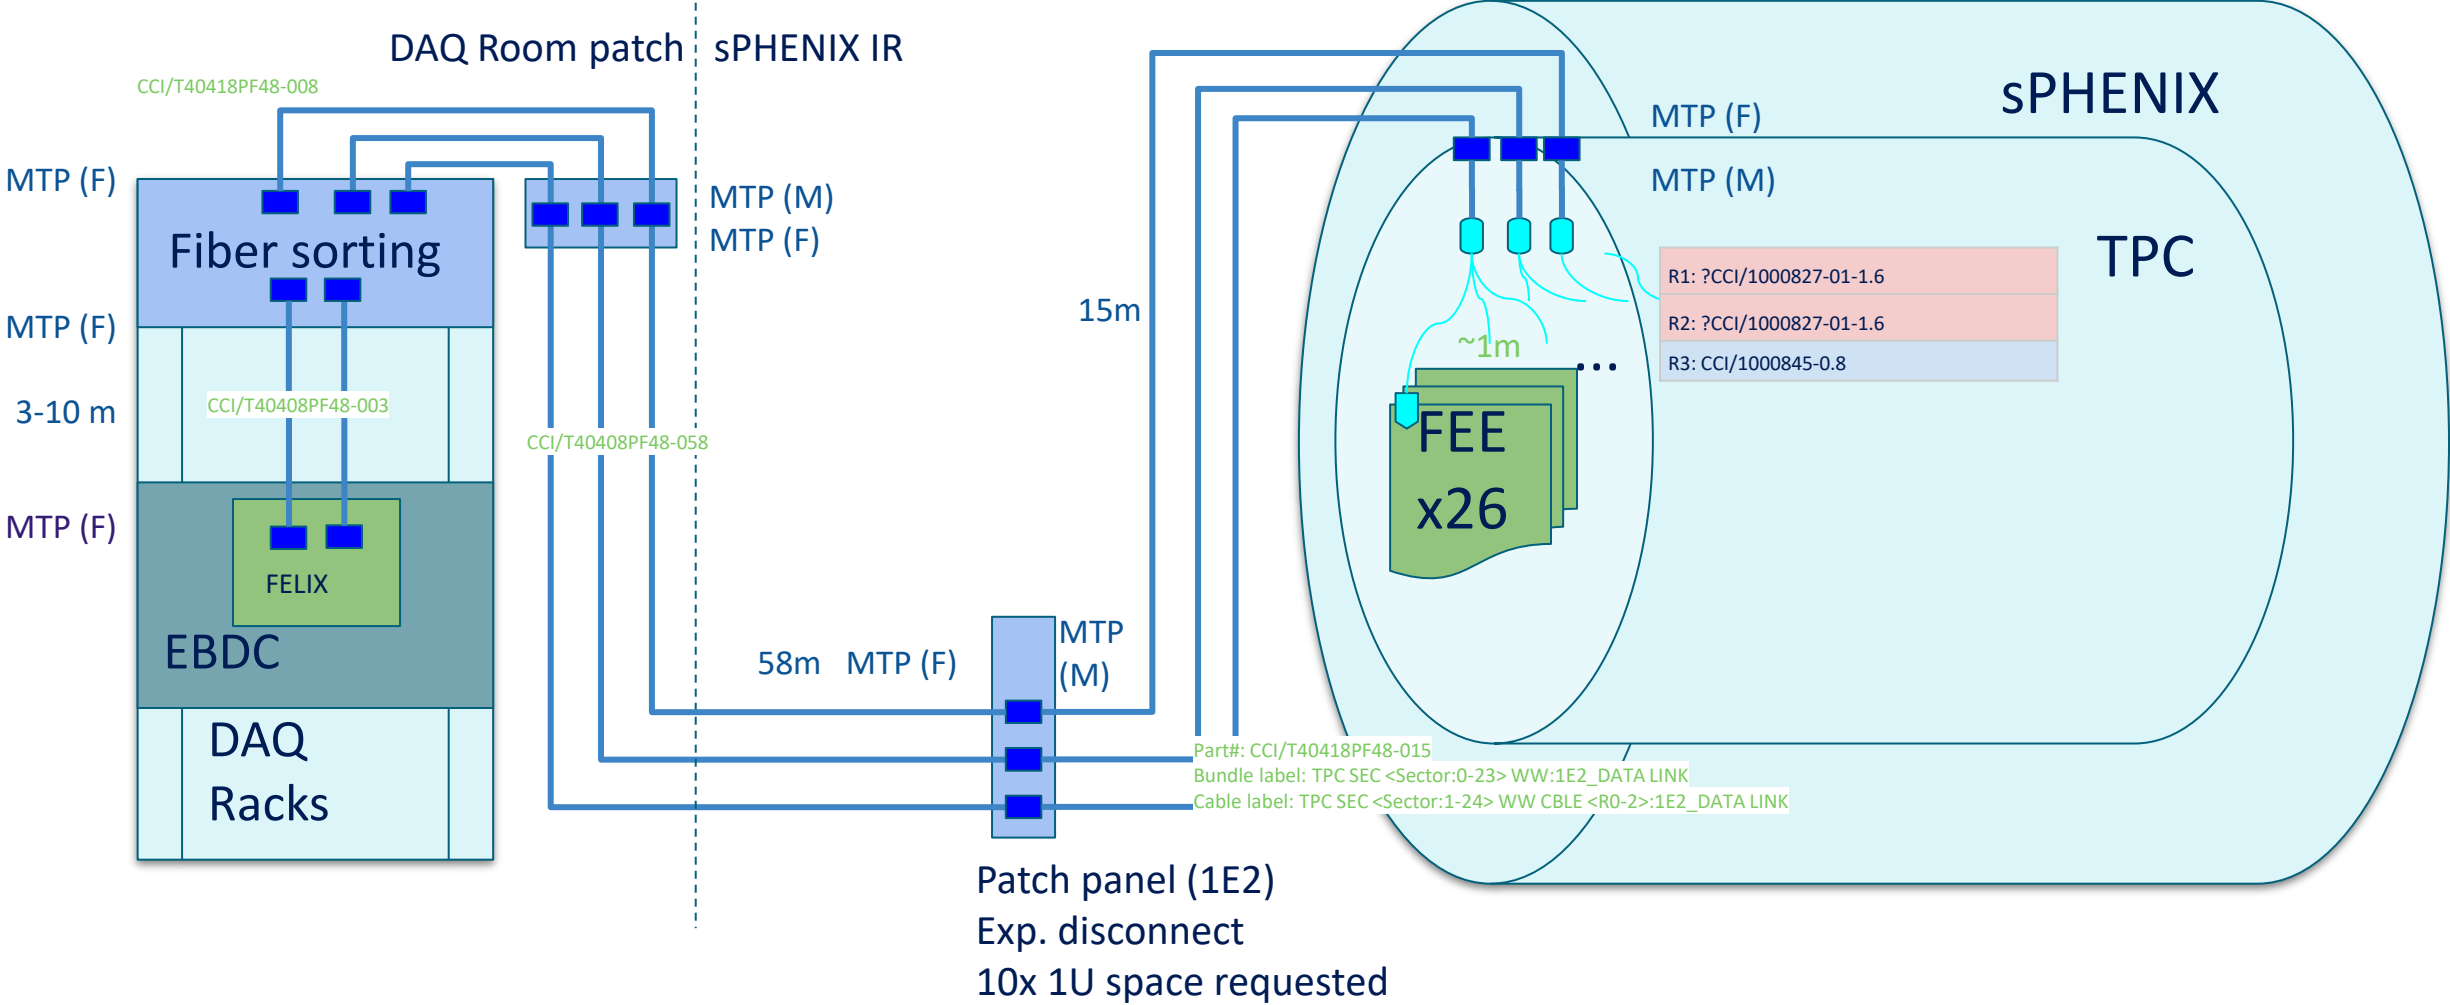 DAQ Room patch
sPHENIX IR
CCI/T40418PF48-008
sPHENIX
MTP (F)
MTP (M)
MTP (F)
MTP (M)
MTP (F)
Fiber sorting
TPC
R1: ?CCI/1000827-01-1.6
R2: ?CCI/1000827-01-1.6
R3: CCI/1000845-0.8
15m
MTP (F)
~1m
...
3-10 m
CCI/T40408PF48-003
CCI/T40408PF48-058
FEE
x26
MTP (F)
FELIX
EBDC
58m MTP (F)
MTP
(M)
DAQ
Racks
Part#: CCI/T40418PF48-015
Bundle label: TPC SEC <Sector:0-23> WW:1E2_DATA LINK
Cable label: TPC SEC <Sector:1-24> WW CBLE <R0-2>:1E2_DATA LINK
Patch panel (1E2)
Exp. disconnect
10x 1U space requested